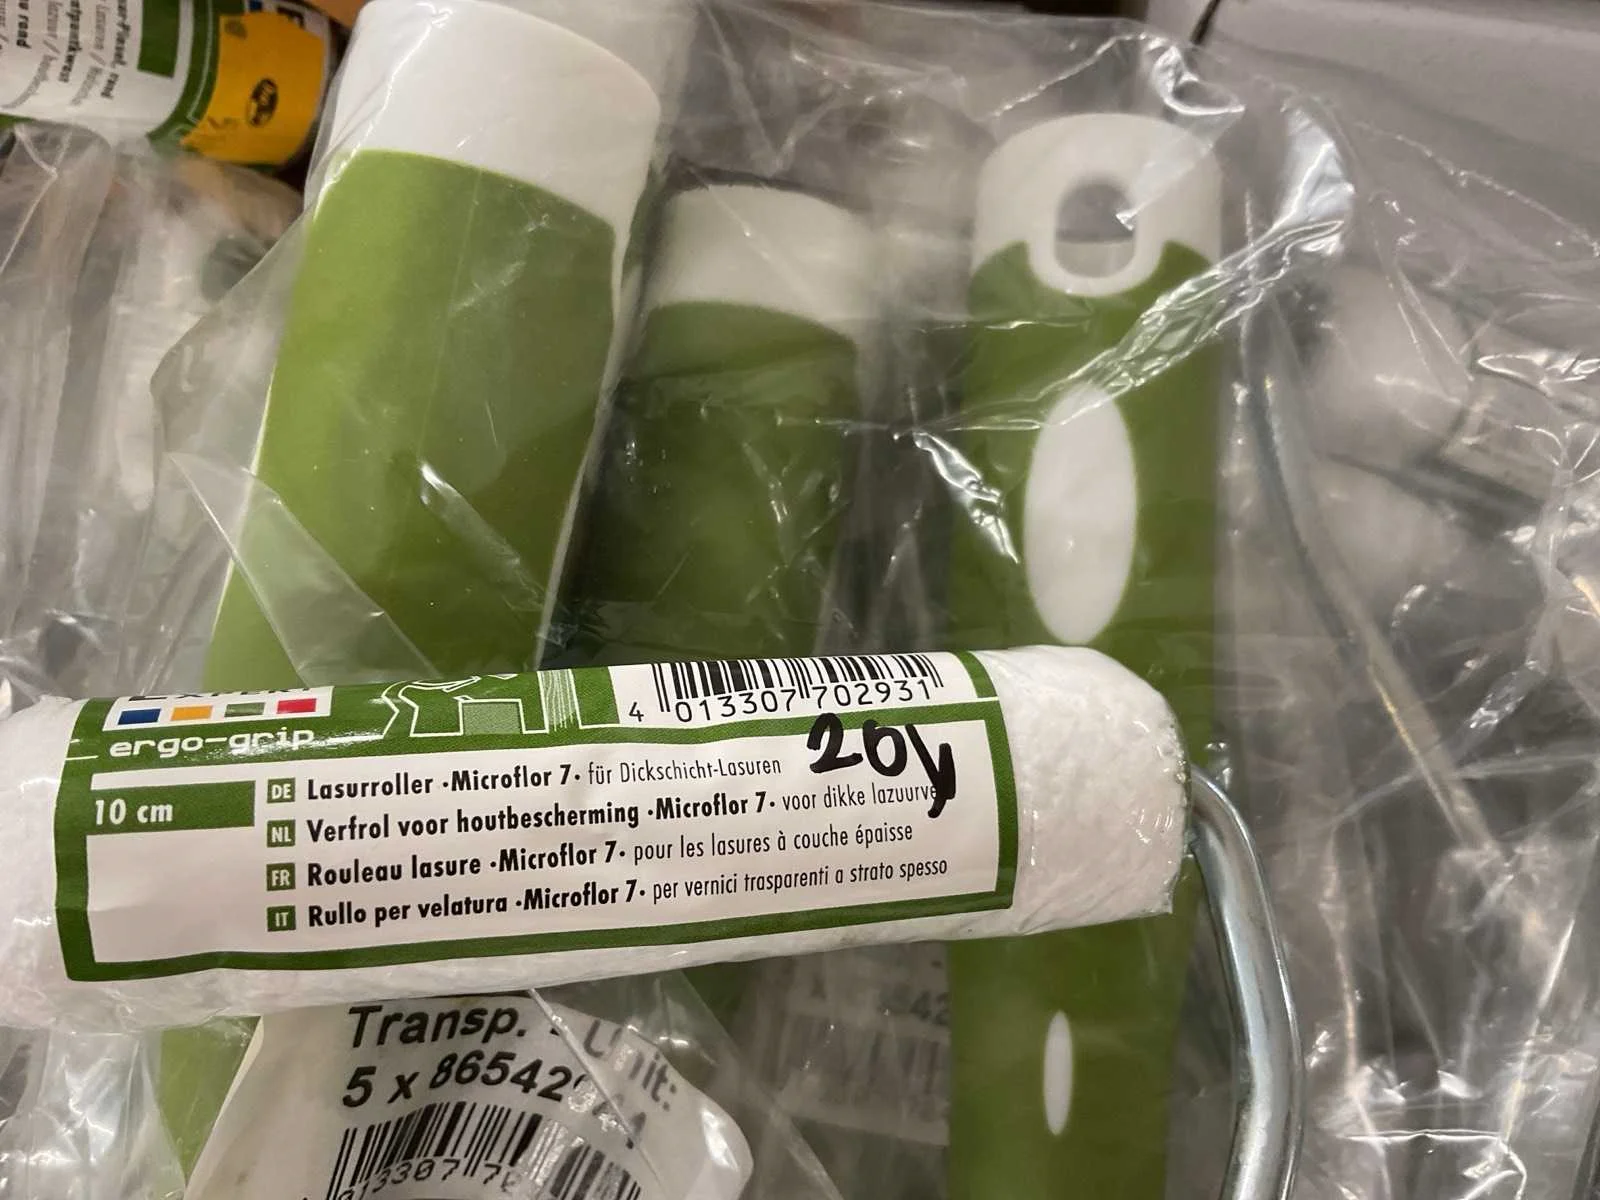 EXPERT
ergo-grip
4 013307 702931
20y
10 cm
DE Lasurroller •Microflor 7• für Dickschicht-Lasuren
NL Verfrol voor houtbescherming •Microflor 7• voor dikke
FR Rouleau lasure •Microflor 7• pour les lasures à couche épaisse
IT Rullo per velatura •Microflor 7• per vernici trasparenti a strato spesso
Transp. - Unit:
5 x